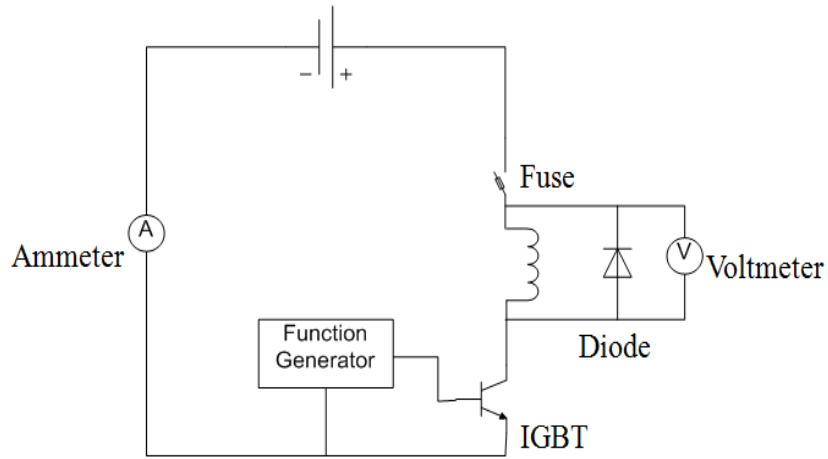 − +
Fuse
A
Ammeter
V
Voltmeter
Function
Generator
Diode
IGBT